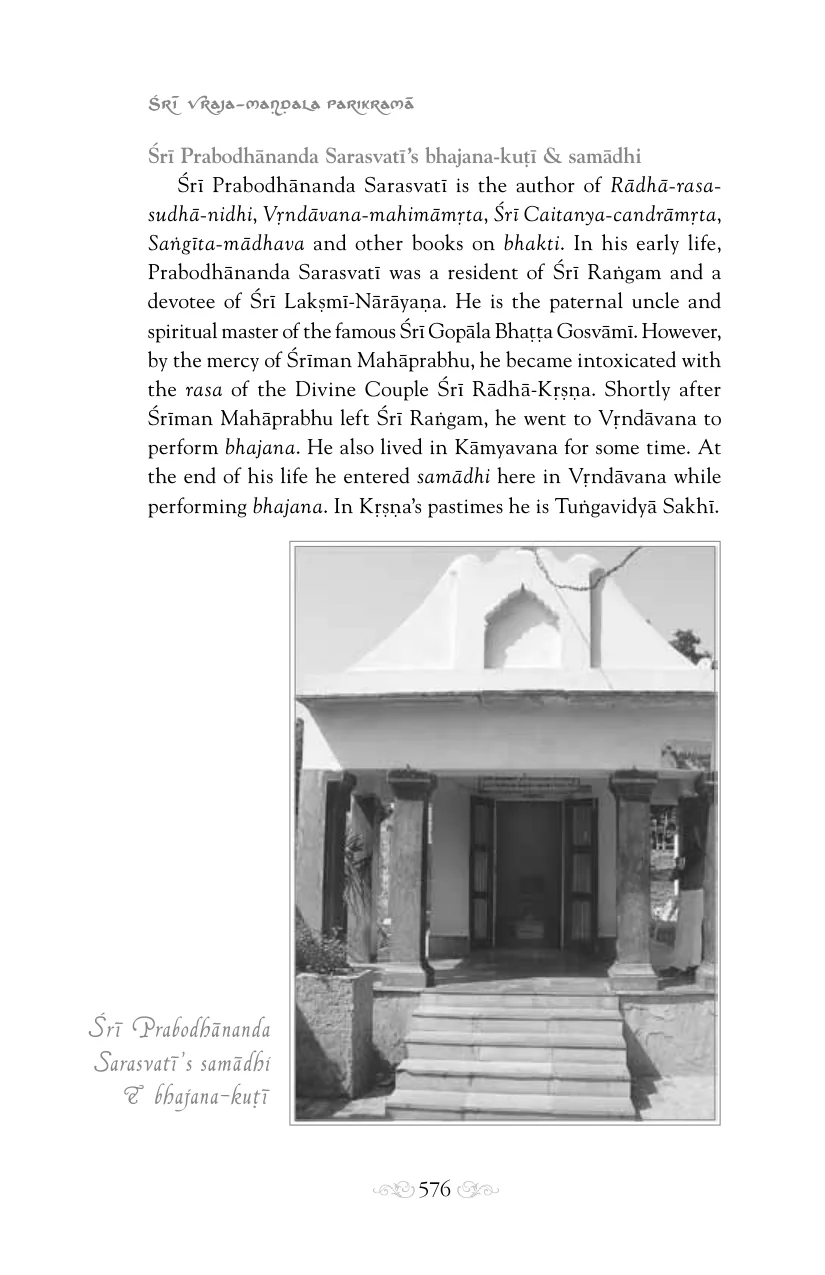 Śrī Vraja-maṇḍala Parikramā
Śrī Prabodhānanda Sarasvatī’s bhajana-kuṭī & samādhi
Śrī Prabodhānanda Sarasvatī is the author of Rādhā-rasa-
sudhā-nidhi, Vṛndāvana-mahimāmṛta, Śrī Caitanya-candrāmṛta,
Saṅgīta-mādhava and other books on bhakti. In his early life,
Prabodhānanda Sarasvatī was a resident of Śrī Raṅgam and a
devotee of Śrī Lakṣmī-Nārāyaṇa. He is the paternal uncle and
spiritual master of the famous Śrī Gopāla Bhaṭṭa Gosvāmī. However,
by the mercy of Śrīman Mahāprabhu, he became intoxicated with
the rasa of the Divine Couple Śrī Rādhā-Kṛṣṇa. Shortly after
Śrīman Mahāprabhu left Śrī Raṅgam, he went to Vṛndāvana to
perform bhajana. He also lived in Kāmyavana for some time. At
the end of his life he entered samādhi here in Vṛndāvana while
performing bhajana. In Kṛṣṇa’s pastimes he is Tuṅgavidyā Sakhī.
Śrī Prabodhānanda
Sarasvatī’s samādhi
& bhajana-kuṭī
576